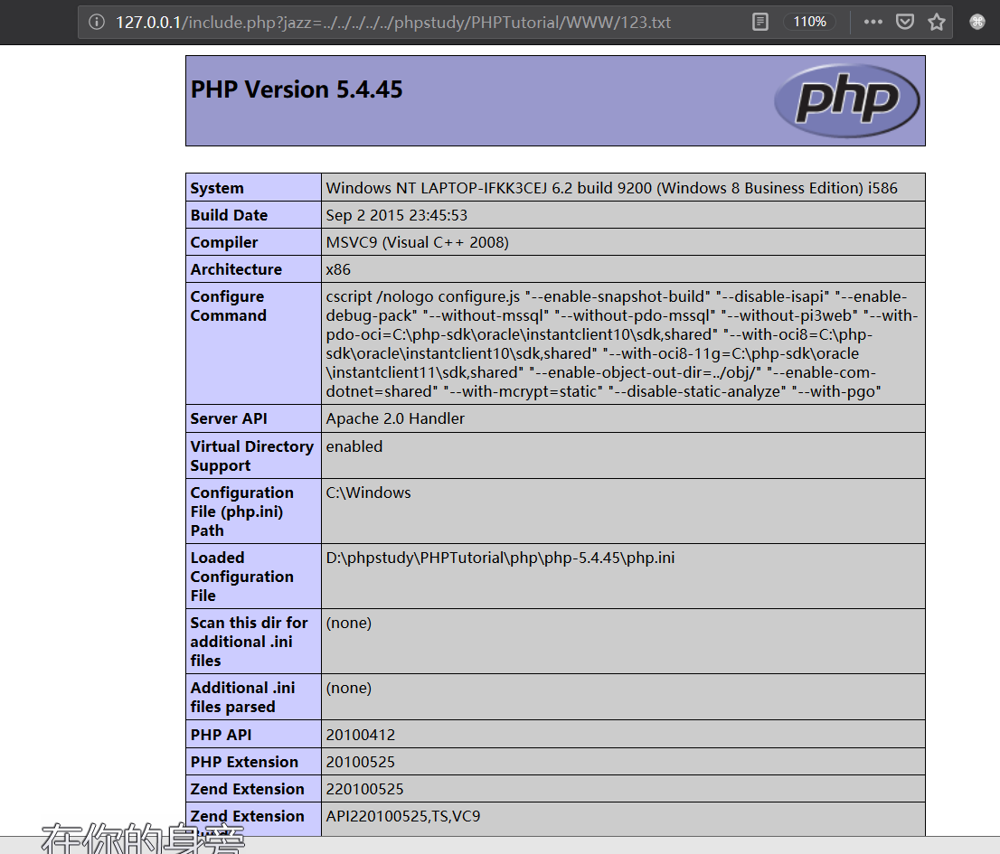 127.0.0.1/include.php?jazz=../../../../../phpstudy/PHPTutorial/WWW/123.txt
110%
PHP Version 5.4.45
php
System
Windows NT LAPTOP-IFKK3CEJ 6.2 build 9200 (Windows 8 Business Edition) i586
Build Date
Sep 2 2015 23:45:53
Compiler
MSVC9 (Visual C++ 2008)
Architecture
x86
Configure
Command
cscript /nologo configure.js "--enable-snapshot-build" "--disable-isapi" "--enable-
debug-pack" "--without-mssql" "--without-pdo-mssql" "--without-pi3web" "--with-
pdo-oci=C:\php-sdk\oracle\instantclient10\sdk,shared" "--with-oci8=C:\php-
sdk\oracle\instantclient10\sdk,shared" "--with-oci8-11g=C:\php-sdk\oracle
\instantclient11\sdk,shared" "--enable-object-out-dir=../obj/" "--enable-com-
dotnet=shared" "--with-mcrypt=static" "--disable-static-analyze" "--with-pgo"
Server API
Apache 2.0 Handler
Virtual Directory
Support
enabled
Configuration
File (php.ini)
Path
C:\Windows
Loaded
Configuration
File
D:\phpstudy\PHPTutorial\php\php-5.4.45\php.ini
Scan this dir for
additional .ini
files
(none)
Additional .ini
files parsed
(none)
PHP API
20100412
PHP Extension
20100525
Zend Extension
220100525
Zend Extension
API220100525,TS,VC9
在你的身旁